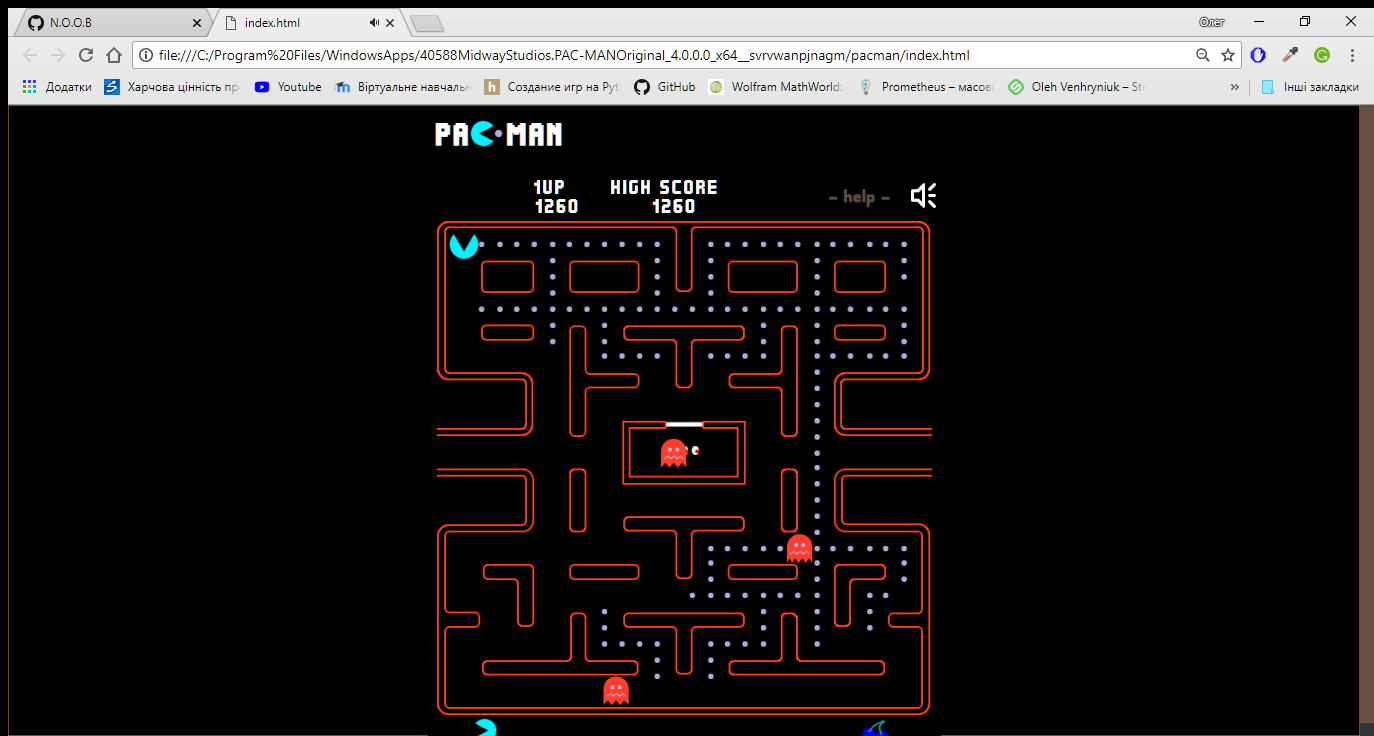 N.O.O.B
index.html
Олег
file:///C:/Program%20Files/WindowsApps/40588MidwayStudios.PAC-MANOriginal_4.0.0.0_x64__svrvwanpjnagm/pacman/index.html
Додатки
Харчова цінність пр
Youtube
Віртуальне навчальн
Создание игр на Pyt
GitHub
Wolfram MathWorld:
Prometheus – масов
Oleh Venhryniuk – St
»
Інші закладки
PAC-MAN
1UP
HIGH SCORE
1260
1260
– help –